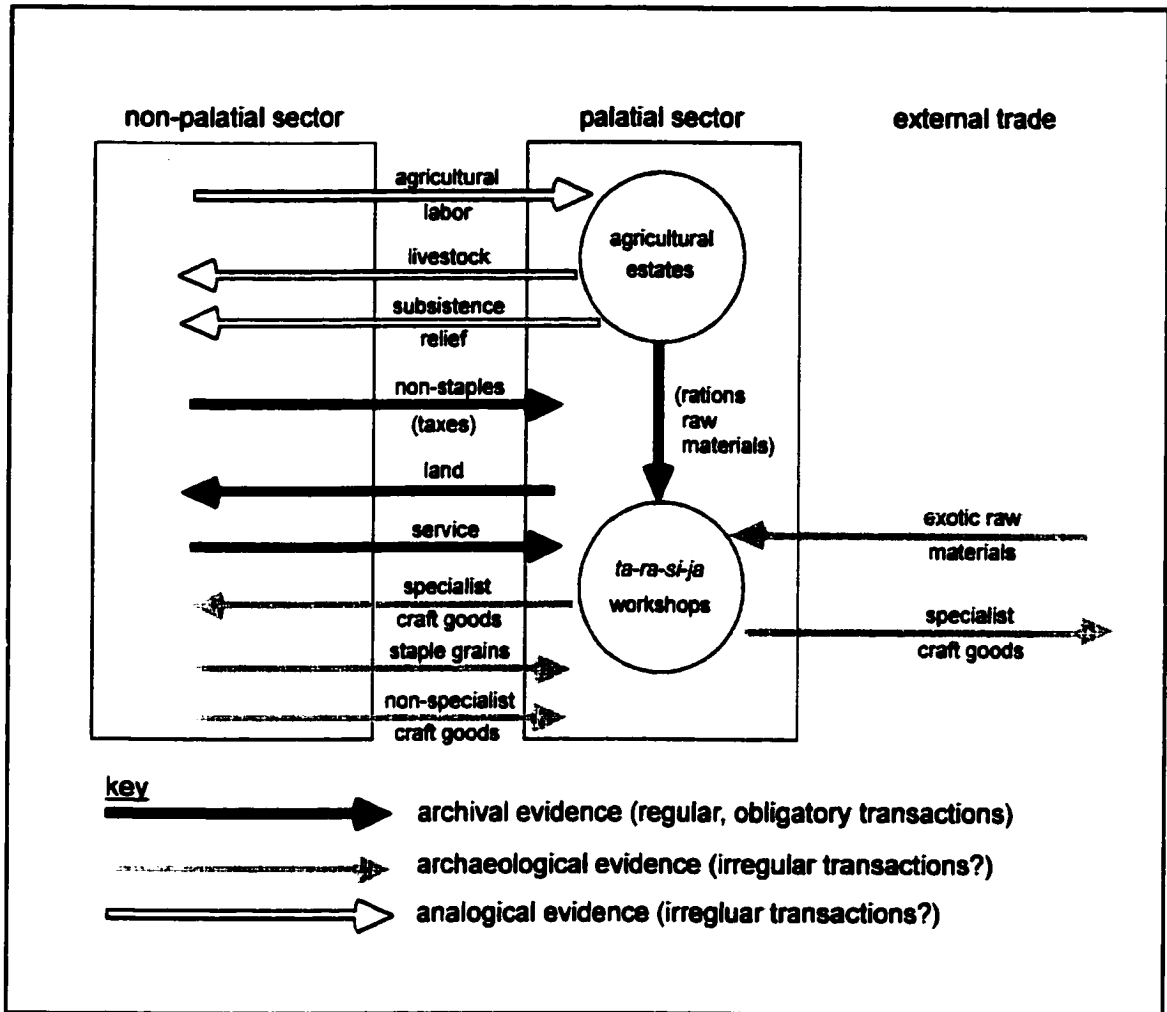 non-palatial sector
palatial sector
external trade
agricultural
labor
livestock
subsistence
relief
non-staples
(taxes)
land
service
specialist
craft goods
staple grains
non-specialist
craft goods
agricultural
estates
(rations
raw
materials)
ta-ra-si-ja
workshops
exotic raw
materials
specialist
craft goods
key
archival evidence (regular, obligatory transactions)
archaeological evidence (irregular transactions?)
analogical evidence (irregluar transactions?)